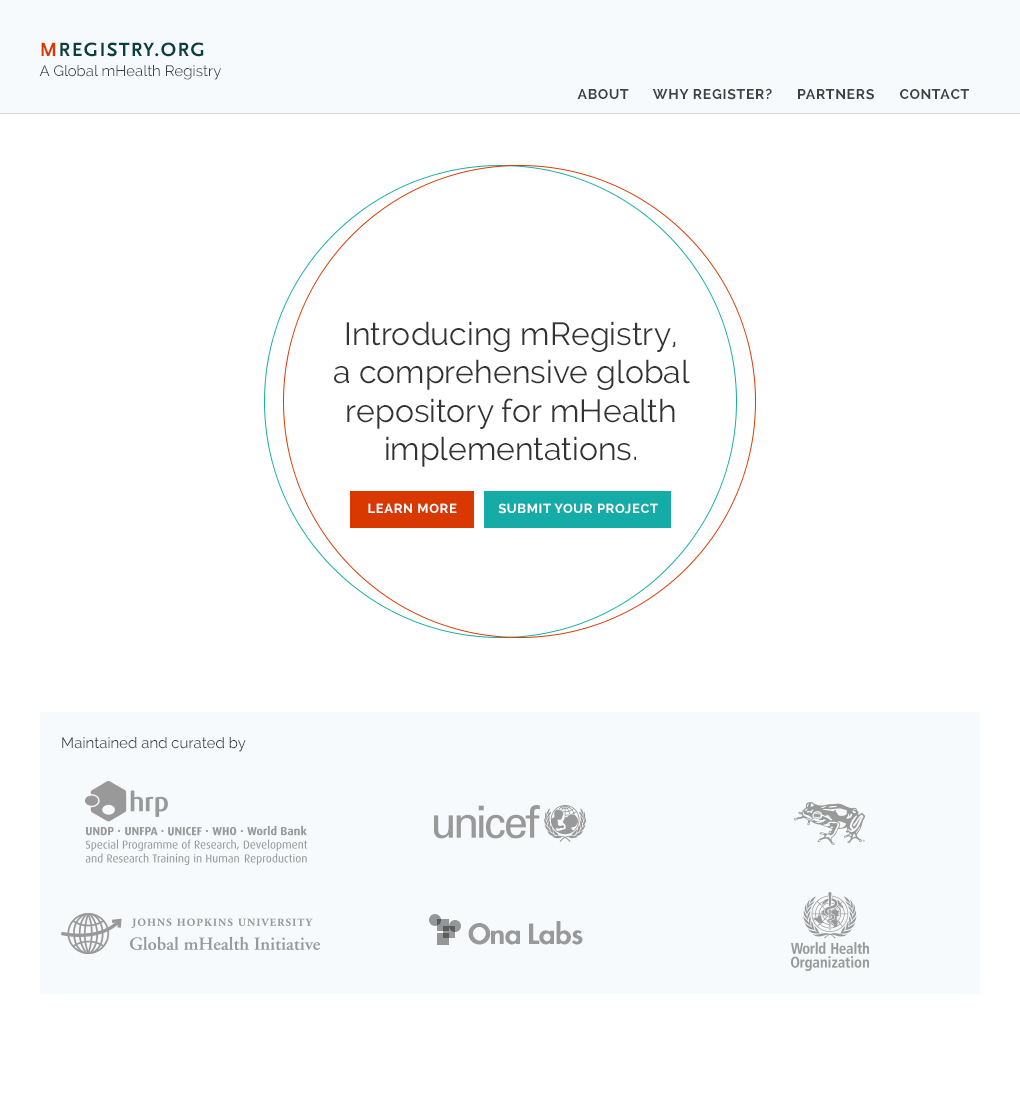 MREGISTRY.ORG
A Global mHealth Registry
ABOUT WHY REGISTER? PARTNERS CONTACT
Introducing mRegistry,
a comprehensive global
repository for mHealth
implementations.
LEARN MORE SUBMIT YOUR PROJECT
Maintained and curated by
hrp
UNDP · UNFPA · UNICEF · WHO · World Bank
Special Programme of Research, Development
and Research Training in Human Reproduction
unicef
JOHNS HOPKINS UNIVERSITY
Global mHealth Initiative
Ona Labs
World Health
Organization